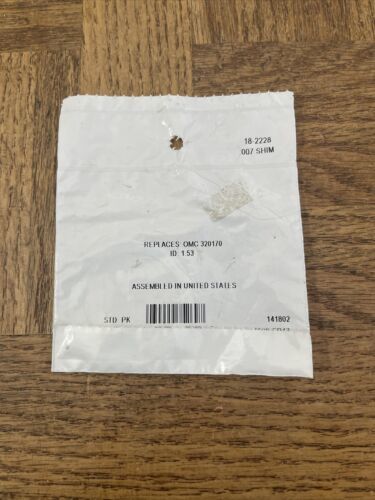 18-2228
.007 SHIM
REPLACES: OMC 320170
ID: 1.53
ASSEMBLED IN UNITED STATES
STD PK
141802